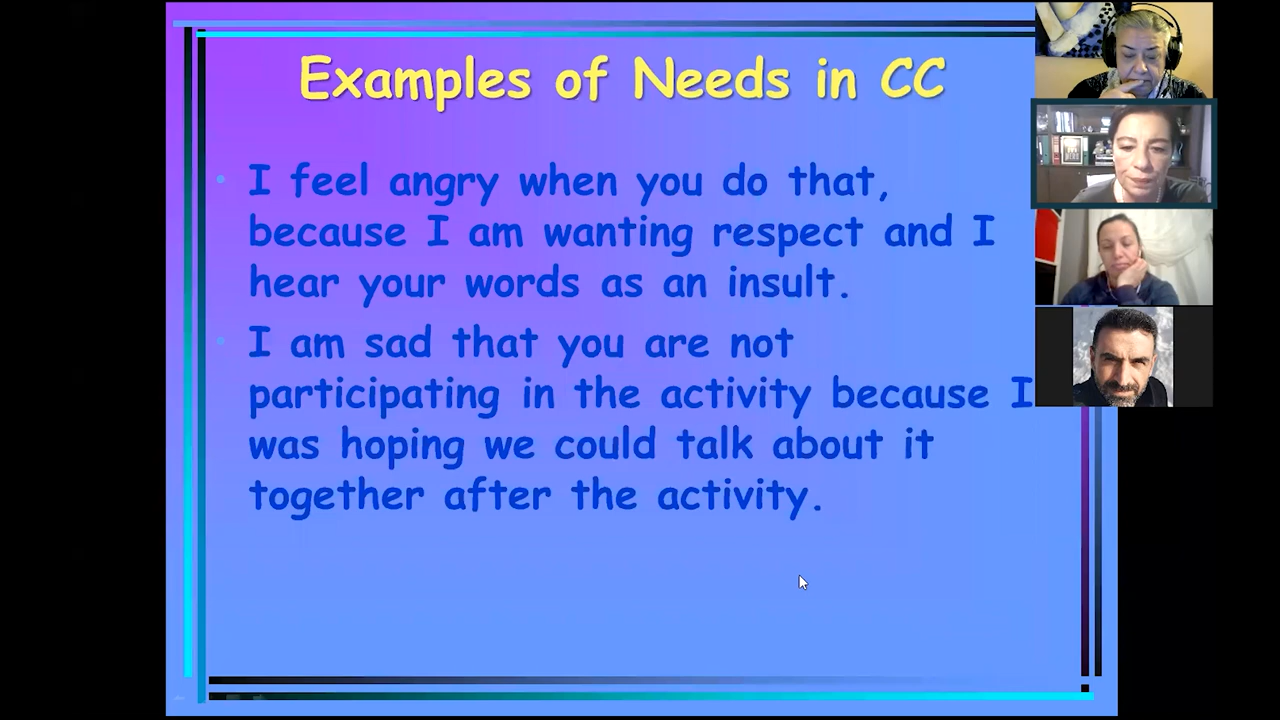 Examples of Needs in CC
• I feel angry when you do that,
because I am wanting respect and I
hear your words as an insult.
• I am sad that you are not
participating in the activity because I
was hoping we could talk about it
together after the activity.